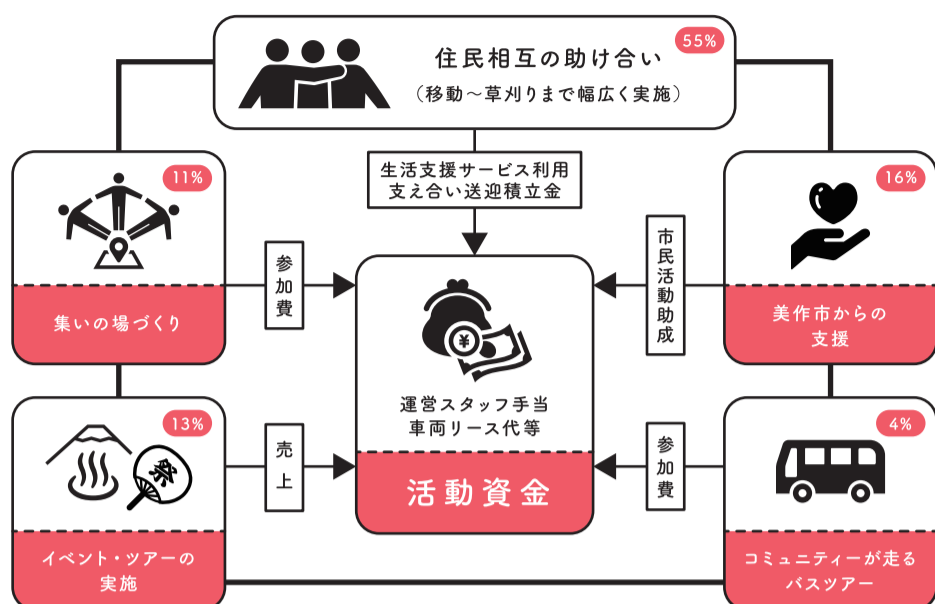 55%
住民相互の助け合い
（移動〜草刈りまで幅広く実施）
生活支援サービス利用
支え合い送迎積立金
11%
集いの場づくり
参加費
16%
美作市からの
支援
市民活動助成
¥
運営スタッフ手当
車両リース代等
活動資金
13%
祭
イベント・ツアーの
実施
売上
4%
コミュニティーが走る
バスツアー
参加費